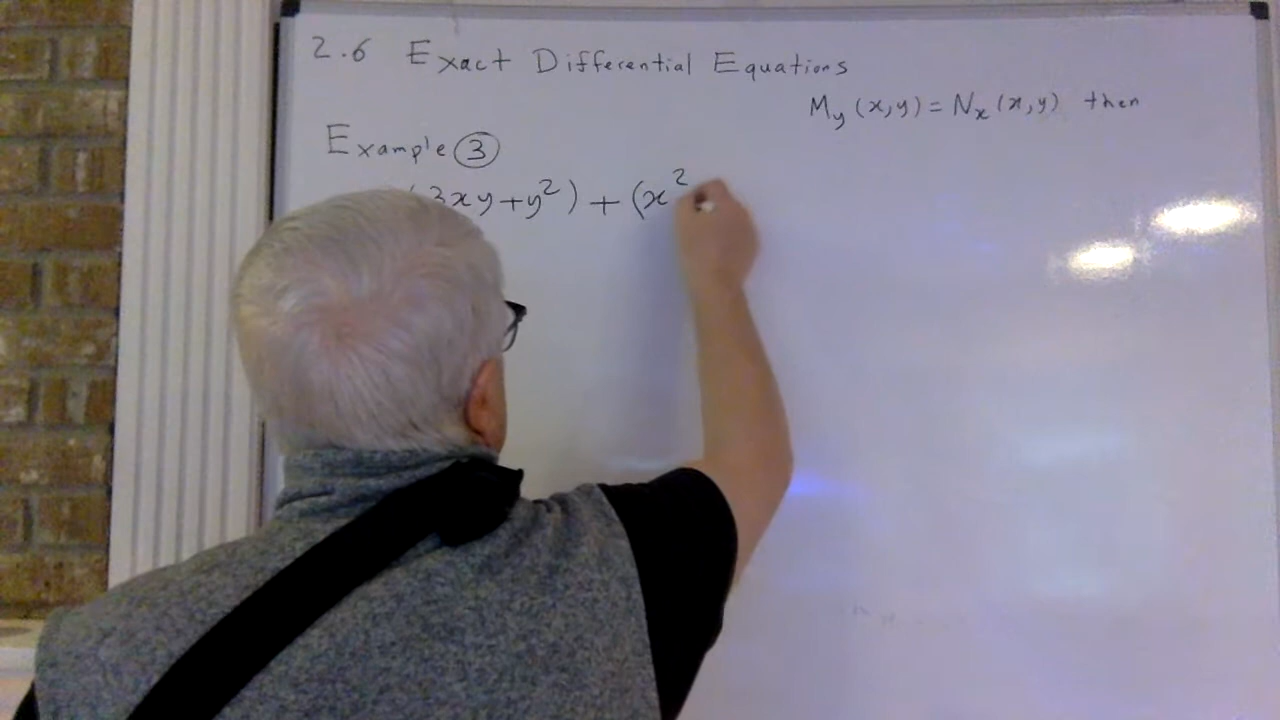 2.6 Exact Differential Equations
My (x,y) = Nx (x,y) then
Example ③
(3xy+y²) + (x²